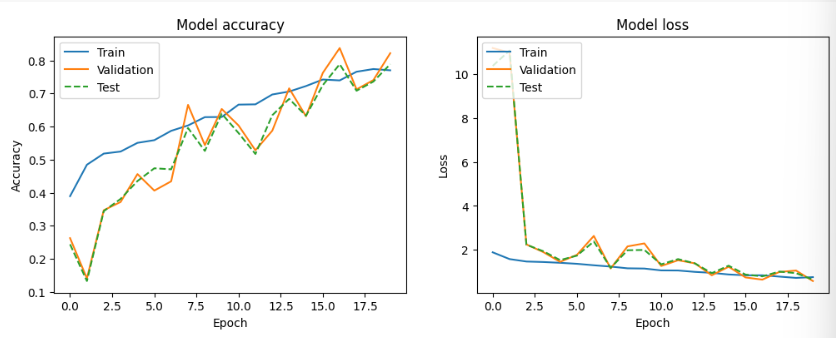 Model accuracy
Train
Validation
Test
0.8
0.7
0.6
0.5
0.4
0.3
0.2
0.1
Accuracy
0.0 2.5 5.0 7.5 10.0 12.5 15.0 17.5
Epoch
Model loss
Train
Validation
Test
10
8
6
4
2
Loss
0.0 2.5 5.0 7.5 10.0 12.5 15.0 17.5
Epoch